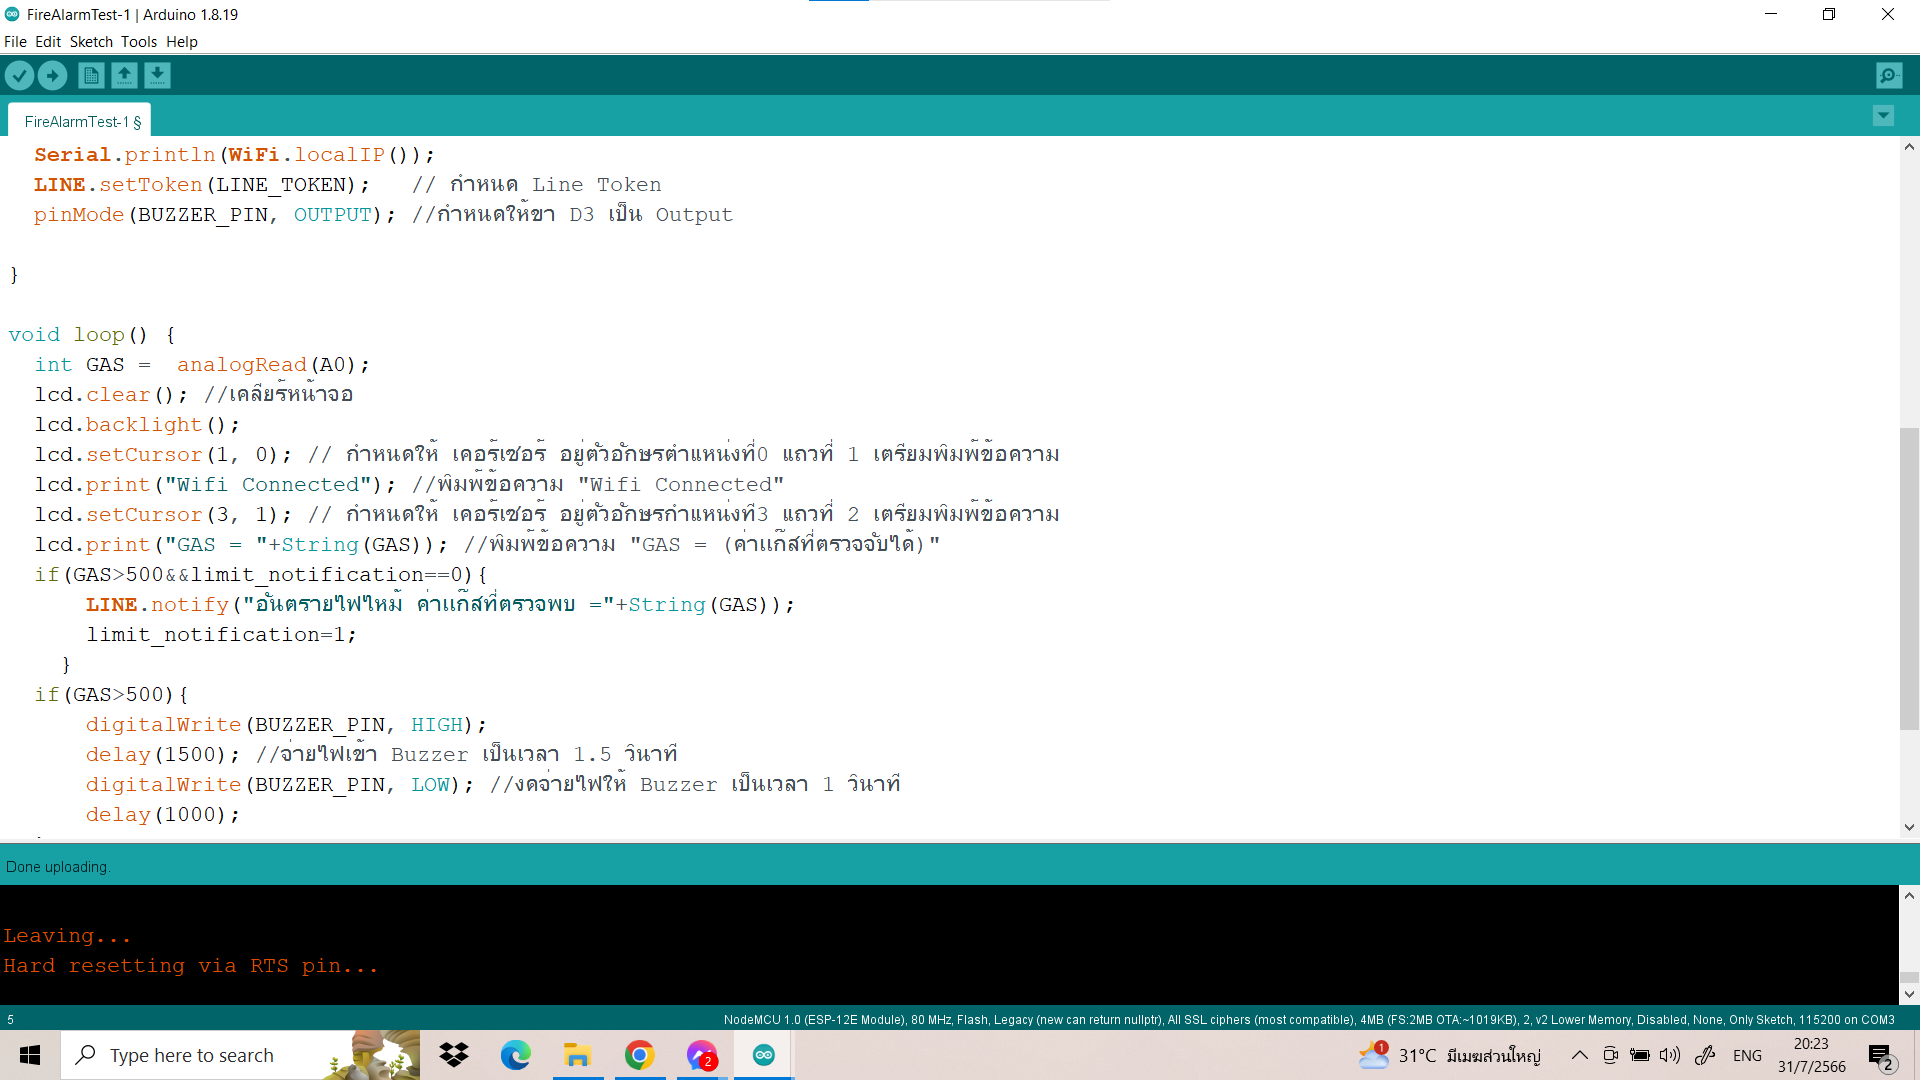 FireAlarmTest-1 | Arduino 1.8.19
File Edit Sketch Tools Help
FireAlarmTest-1 §
Serial.println(WiFi.localIP());
LINE.setToken(LINE_TOKEN);   // กำหนด Line Token
pinMode(BUZZER_PIN, OUTPUT); //กำหนดให้ขา D3 เป็น Output
}
void loop() {
int GAS =  analogRead(A0);
lcd.clear(); //เคลียร์หน้าจอ
lcd.backlight();
lcd.setCursor(1, 0); // กำหนดให้ เคอร์เซอร์ อยู่ตัวอักษรตำแหน่งที่0 แถวที่ 1 เตรียมพิมพ์ข้อความ
lcd.print("Wifi Connected"); //พิมพ์ข้อความ "Wifi Connected"
lcd.setCursor(3, 1); // กำหนดให้ เคอร์เซอร์ อยู่ตัวอักษรกำแหน่งที3 แถวที่ 2 เตรียมพิมพ์ข้อความ
lcd.print("GAS = "+String(GAS)); //พิมพ์ข้อความ "GAS = (ค่าแก๊สที่ตรวจจับได้)"
if(GAS>500&&limit_notification==0){
LINE.notify("อันตรายไฟไหม้ ค่าแก๊สที่ตรวจพบ ="+String(GAS));
limit_notification=1;
}
if(GAS>500){
digitalWrite(BUZZER_PIN, HIGH);
delay(1500); //จ่ายไฟเข้า Buzzer เป็นเวลา 1.5 วินาที
digitalWrite(BUZZER_PIN, LOW); //งดจ่ายไฟให้ Buzzer เป็นเวลา 1 วินาที
delay(1000);
Done uploading.
Leaving...
Hard resetting via RTS pin...
5
NodeMCU 1.0 (ESP-12E Module), 80 MHz, Flash, Legacy (new can return nullptr), All SSL ciphers (most compatible), 4MB (FS:2MB OTA:~1019KB), 2, v2 Lower Memory, Disabled, None, Only Sketch, 115200 on COM3
Type here to search
2
1
31°C มีเมฆส่วนใหญ่
ENG
20:23
31/7/2566
2